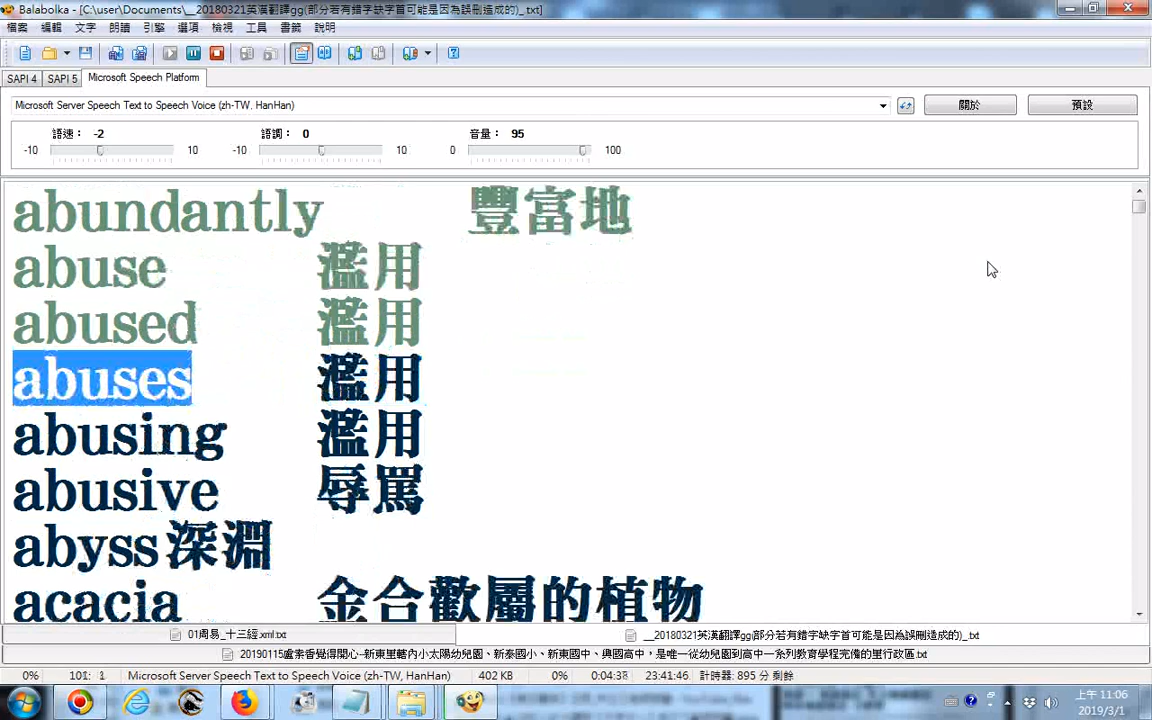 Balabolka - [C:\user\Documents\__20180321英漢翻譯gg(部分若有錯字缺字首可能是因為誤刪造成的)_.txt]
檔案 編輯 文字 朗讀 引擎 選項 檢視 工具 書籤 說明
SAPI 4 SAPI 5 Microsoft Speech Platform
Microsoft Server Speech Text to Speech Voice (zh-TW, HanHan) 關於 預設
語速： -2 語調： 0 音量： 95
-10 10 -10 10 0 100
abundantly 豐富地
abuse 濫用
abused 濫用
abuses 濫用
abusing 濫用
abusive 辱罵
abyss深淵
acacia 金合歡屬的植物
01周易_十三經.xml.txt __20180321英漢翻譯gg(部分若有錯字缺字首可能是因為誤刪造成的)_.txt
20190115盧素香覺得開心--新東里轄內小太陽幼兒園、新泰國小、新東國中、興國高中，是唯一從幼兒園到高中一系列教育學程完備的里行政區.txt
0% 101: 1 Microsoft Server Speech Text to Speech Voice (zh-TW, HanHan) 402 KB 0% 0:04:38 23:41:46 計時器: 895 分 剩餘
上午 11:06
2019/3/1